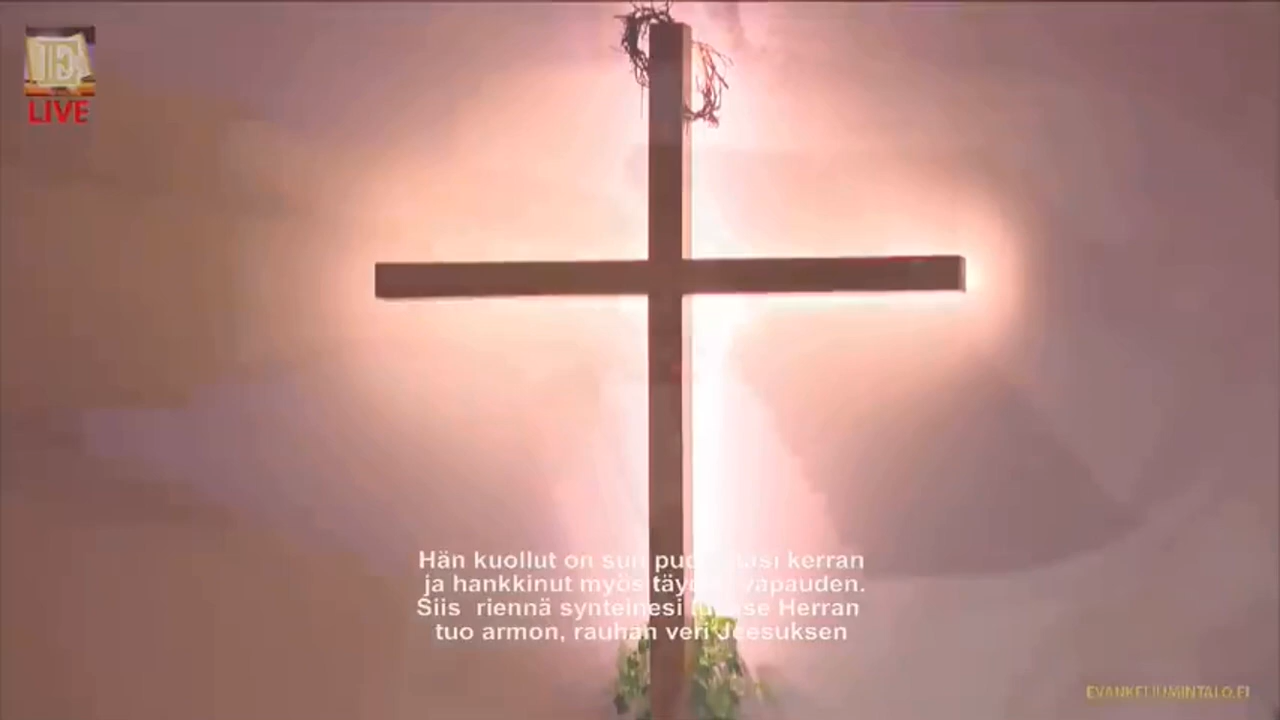 E
LIVE
Hän kuollut on sun kerran
ja hankkinut myös vapauden.
Siis riennä synteinesi Herran
tuo armon, rauhan veri Jeesuksen
EVANKELIUMINTALO.FI